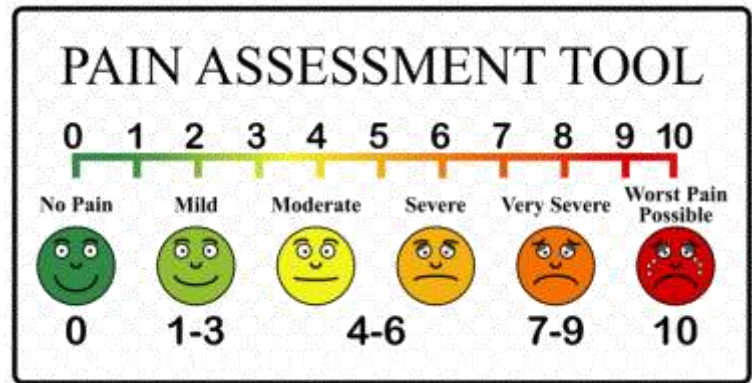 PAIN ASSESSMENT TOOL
0 1 2 3 4 5 6 7 8 9 10
No Pain Mild Moderate Severe Very Severe Worst Pain
Possible
0 1-3 4-6 7-9 10